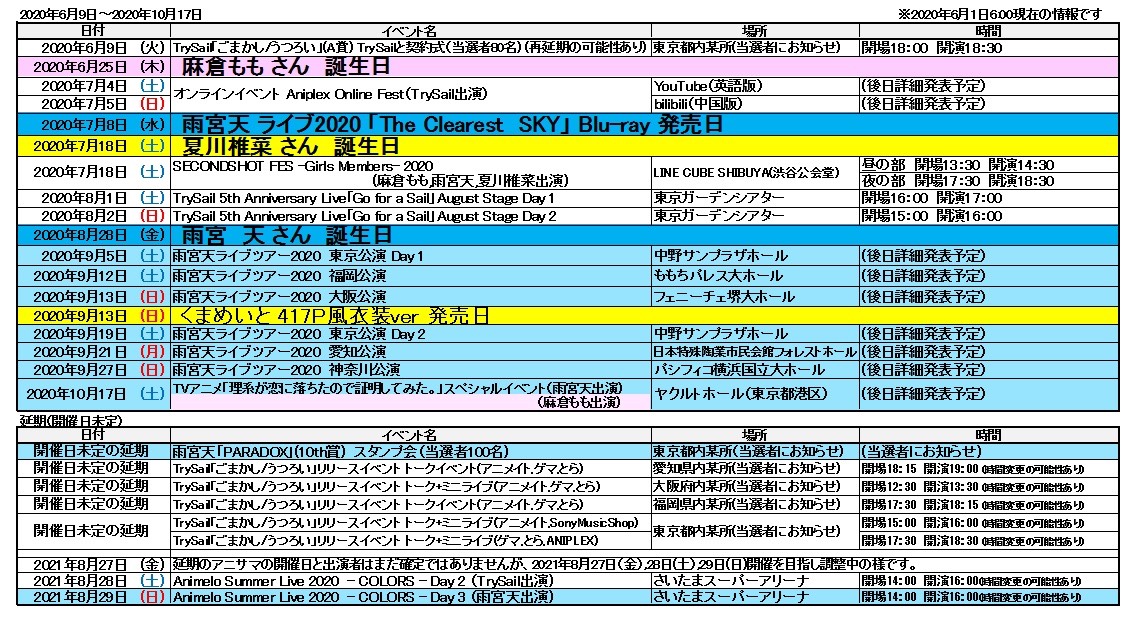 2020年6月9日～2020年10月17日 ※2020年6月1日6:00現在の情報です
日付 イベント名 場所 時間
2020年6月9日 (火) TrySail「ごまかし/うつろい」(A賞) TrySailと契約式(当選者80名)(再延期の可能性あり) 東京都内某所(当選者にお知らせ) 開場18:00 開演18:30
2020年6月25日 (木) 麻倉もも さん 誕生日
2020年7月4日 (土) オンラインイベント Aniplex Online Fest(TrySail出演) YouTube(英語版) (後日詳細発表予定)
2020年7月5日 (日) bilibili(中国版) (後日詳細発表予定)
2020年7月8日 (水) 雨宮天 ライブ2020「The Clearest SKY」 Blu-ray 発売日
2020年7月18日 (土) 夏川椎菜 さん 誕生日
2020年7月18日 (土) SECONDSHOT FES -Girls Members- 2020 LINE CUBE SHIBUYA(渋谷公会堂) 昼の部 開場13:30 開演14:30
(麻倉もも,雨宮天,夏川椎菜出演) 夜の部 開場17:30 開演18:30
2020年8月1日 (土) TrySail 5th Anniversary Live「Go for a Sail」August Stage Day1 東京ガーデンシアター 開場16:00 開演17:00
2020年8月2日 (日) TrySail 5th Anniversary Live「Go for a Sail」August Stage Day2 東京ガーデンシアター 開場15:00 開演16:00
2020年8月28日 (金) 雨宮 天 さん 誕生日
2020年9月5日 (土) 雨宮天ライブツアー2020 東京公演 Day1 中野サンプラザホール (後日詳細発表予定)
2020年9月12日 (土) 雨宮天ライブツアー2020 福岡公演 ももちパレス大ホール (後日詳細発表予定)
2020年9月13日 (日) 雨宮天ライブツアー2020 大阪公演 フェニーチェ堺大ホール (後日詳細発表予定)
2020年9月13日 (日) くまめいと 417P風衣装ver 発売日
2020年9月19日 (土) 雨宮天ライブツアー2020 東京公演 Day2 中野サンプラザホール (後日詳細発表予定)
2020年9月21日 (月) 雨宮天ライブツアー2020 愛知公演 日本特殊陶業市民会館フォレストホール (後日詳細発表予定)
2020年9月27日 (日) 雨宮天ライブツアー2020 神奈川公演 パシフィコ横浜国立大ホール (後日詳細発表予定)
2020年10月17日 (土) TVアニメ「理系が恋に落ちたので証明してみた。」スペシャルイベント(雨宮天出演) ヤクルトホール(東京都港区) (後日詳細発表予定)
(麻倉もも出演)
延期(開催日未定)
日付 イベント名 場所 時間
開催日未定の延期 雨宮天「PARADOX」(10th賞) スタンプ会(当選者100名) 東京都内某所(当選者にお知らせ) (当選者にお知らせ)
開催日未定の延期 TrySail「ごまかし/うつろい」リリースイベント トークイベント(アニメイト,ゲマとら) 愛知県内某所(当選者にお知らせ) 開場18:15 開演19:00(時間変更の可能性あり)
開催日未定の延期 TrySail「ごまかし/うつろい」リリースイベント トーク+ミニライブ(アニメイト,ゲマ,とら) 大阪府内某所(当選者にお知らせ) 開場12:30 開演13:30(時間変更の可能性あり)
開催日未定の延期 TrySail「ごまかし/うつろい」リリースイベント トークイベント(アニメイト,ゲマとら) 福岡県内某所(当選者にお知らせ) 開場17:30 開演18:15(時間変更の可能性あり)
開催日未定の延期 TrySail「ごまかし/うつろい」リリースイベント トーク+ミニライブ(アニメイト,SonyMusicShop) 東京都内某所(当選者にお知らせ) 開場15:00 開演16:00(時間変更の可能性あり)
TrySail「ごまかし/うつろい」リリースイベント トーク+ミニライブ(ゲマ,とら,ANIPLEX) 開場17:30 開演18:30(時間変更の可能性あり)
2021年8月27日 (金) 延期のアニサマの開催日と出演者はまだ確定ではありませんが、2021年8月27日(金),28日(土),29日(日)開催を目指し調整中の様です。
2021年8月28日 (土) Animelo Summer Live 2020 -COLORS- Day2 (TrySail出演) さいたまスーパーアリーナ 開場14:00 開演16:00(時間変更の可能性あり)
2021年8月29日 (日) Animelo Summer Live 2020 -COLORS- Day3 (雨宮天出演) さいたまスーパーアリーナ 開場14:00 開演16:00(時間変更の可能性あり)